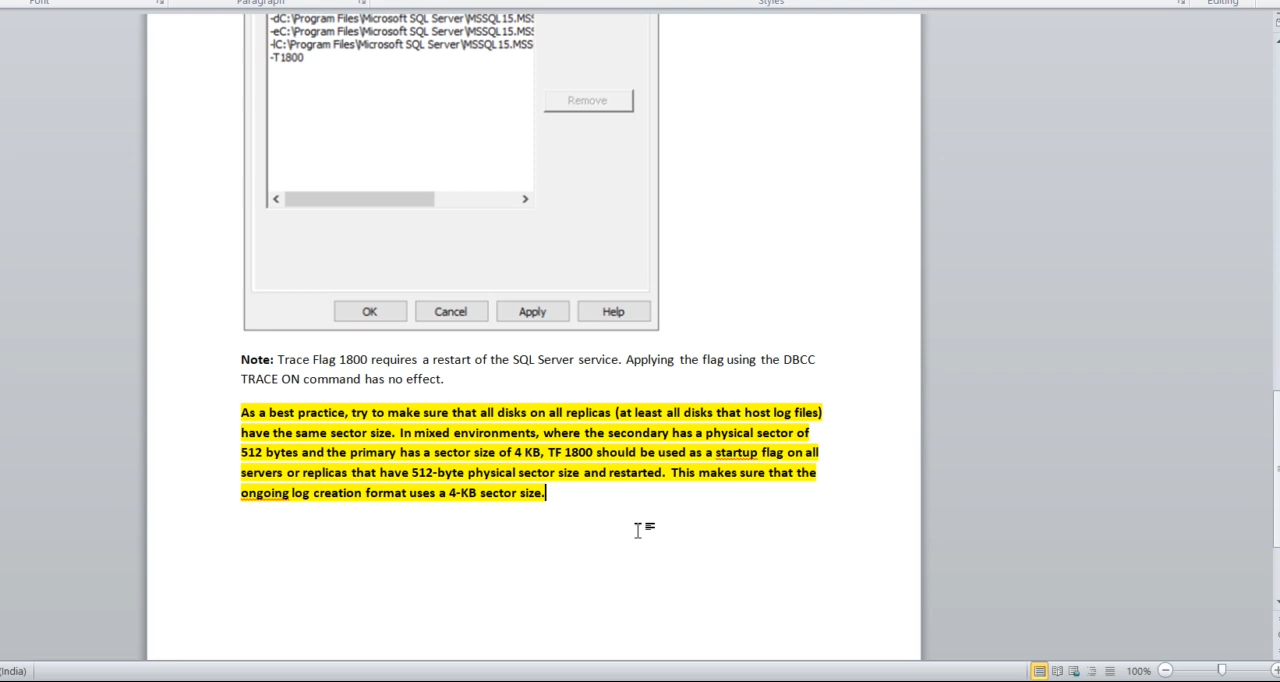 Font
Paragraph
Styles
Editing
-dC:\Program Files\Microsoft SQL Server\MSSQL15.MSS
-eC:\Program Files\Microsoft SQL Server\MSSQL15.MSS
-lC:\Program Files\Microsoft SQL Server\MSSQL15.MSS
-T1800
Remove
OK
Cancel
Apply
Help
Note: Trace Flag 1800 requires a restart of the SQL Server service. Applying the flag using the DBCC
TRACE ON command has no effect.
As a best practice, try to make sure that all disks on all replicas (at least all disks that host log files)
have the same sector size. In mixed environments, where the secondary has a physical sector of
512 bytes and the primary has a sector size of 4 KB, TF 1800 should be used as a startup flag on all
servers or replicas that have 512-byte physical sector size and restarted. This makes sure that the
ongoing log creation format uses a 4-KB sector size.
(India)
100%